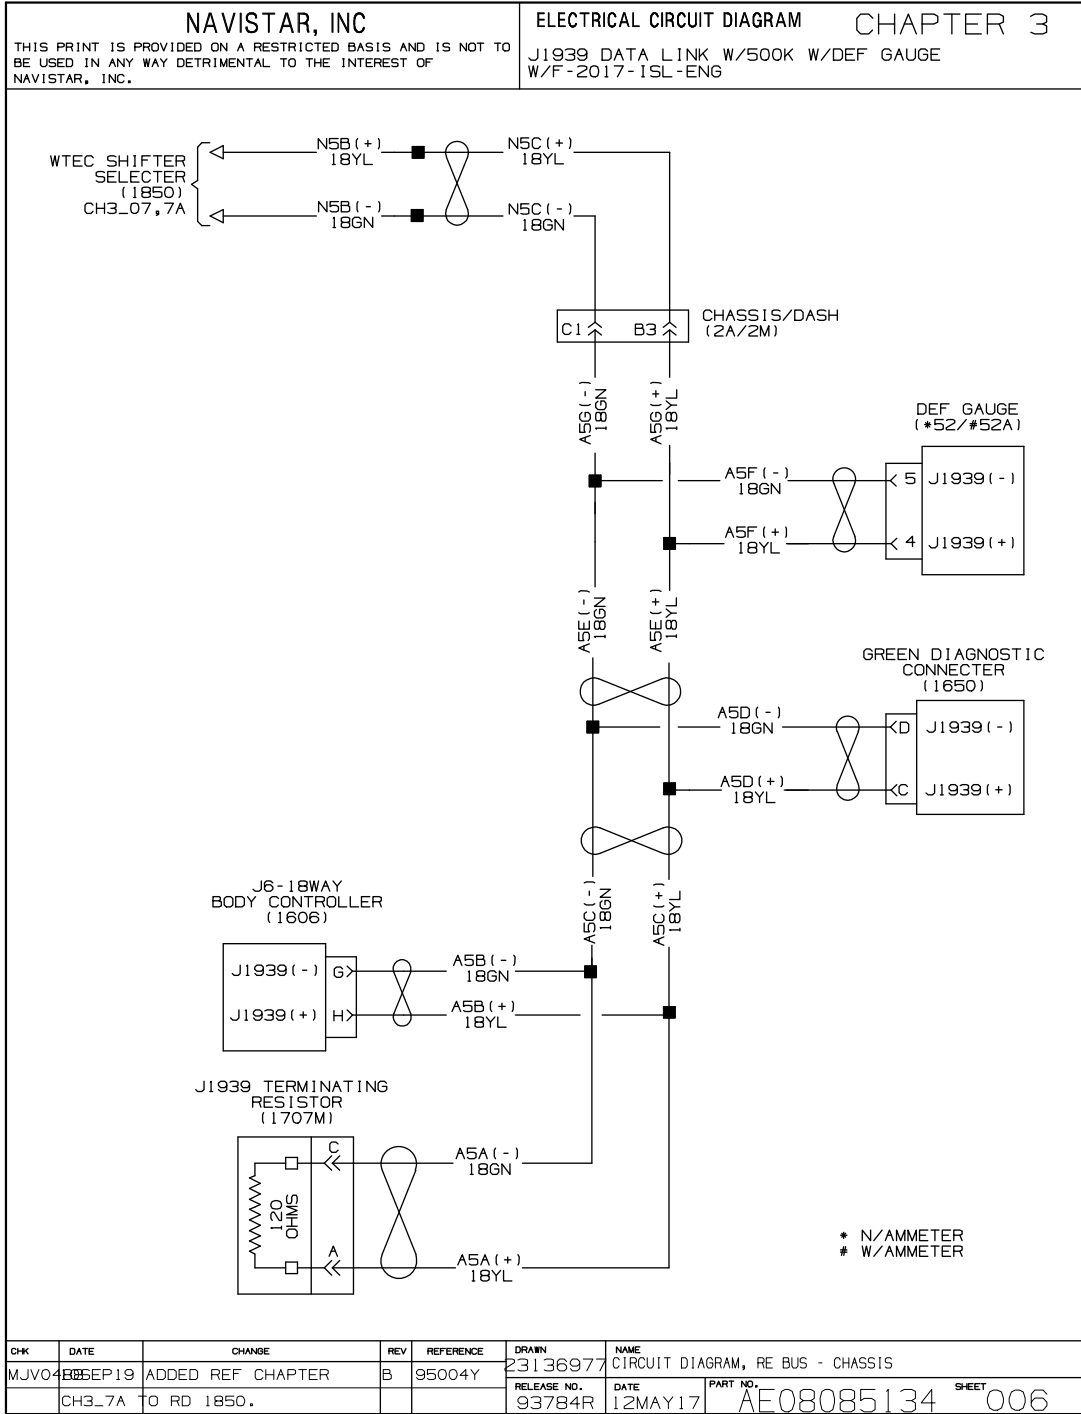 NAVISTAR, INC
THIS PRINT IS PROVIDED ON A RESTRICTED BASIS AND IS NOT TO
BE USED IN ANY WAY DETRIMENTAL TO THE INTEREST OF
NAVISTAR, INC.
ELECTRICAL CIRCUIT DIAGRAM CHAPTER 3
J1939 DATA LINK W/500K W/DEF GAUGE
W/F-2017-ISL-ENG
WTEC SHIFTER
SELECTER
(1850)
CH3_07,7A
N5B(+)
18YL
N5C(+)
18YL
N5B(-)
18GN
N5C(-)
18GN
C1 B3
CHASSIS/DASH
(2A/2M)
A5G(-)
18GN
A5G(+)
18YL
DEF GAUGE
(*52/#52A)
A5F(-)
18GN
5 J1939(-)
A5F(+)
18YL
4 J1939(+)
A5E(-)
18GN
A5E(+)
18YL
GREEN DIAGNOSTIC
CONNECTER
(1650)
A5D(-)
18GN
D J1939(-)
A5D(+)
18YL
C J1939(+)
J6-18WAY
BODY CONTROLLER
(1606)
A5C(-)
18GN
A5C(+)
18YL
J1939(-) G
A5B(-)
18GN
J1939(+) H
A5B(+)
18YL
J1939 TERMINATING
RESISTOR
(1707M)
C
A5A(-)
18GN
120
OHMS
A
A5A(+)
18YL
* N/AMMETER
# W/AMMETER
CHK DATE CHANGE REV REFERENCE DRAWN NAME
ADDED REF CHAPTER B 95004Y 23136977 CIRCUIT DIAGRAM, RE BUS - CHASSIS
CH3_7A TO RD 1850.
RELEASE NO. DATE PART NO. SHEET
93784R 12MAY17 AE08085134 006